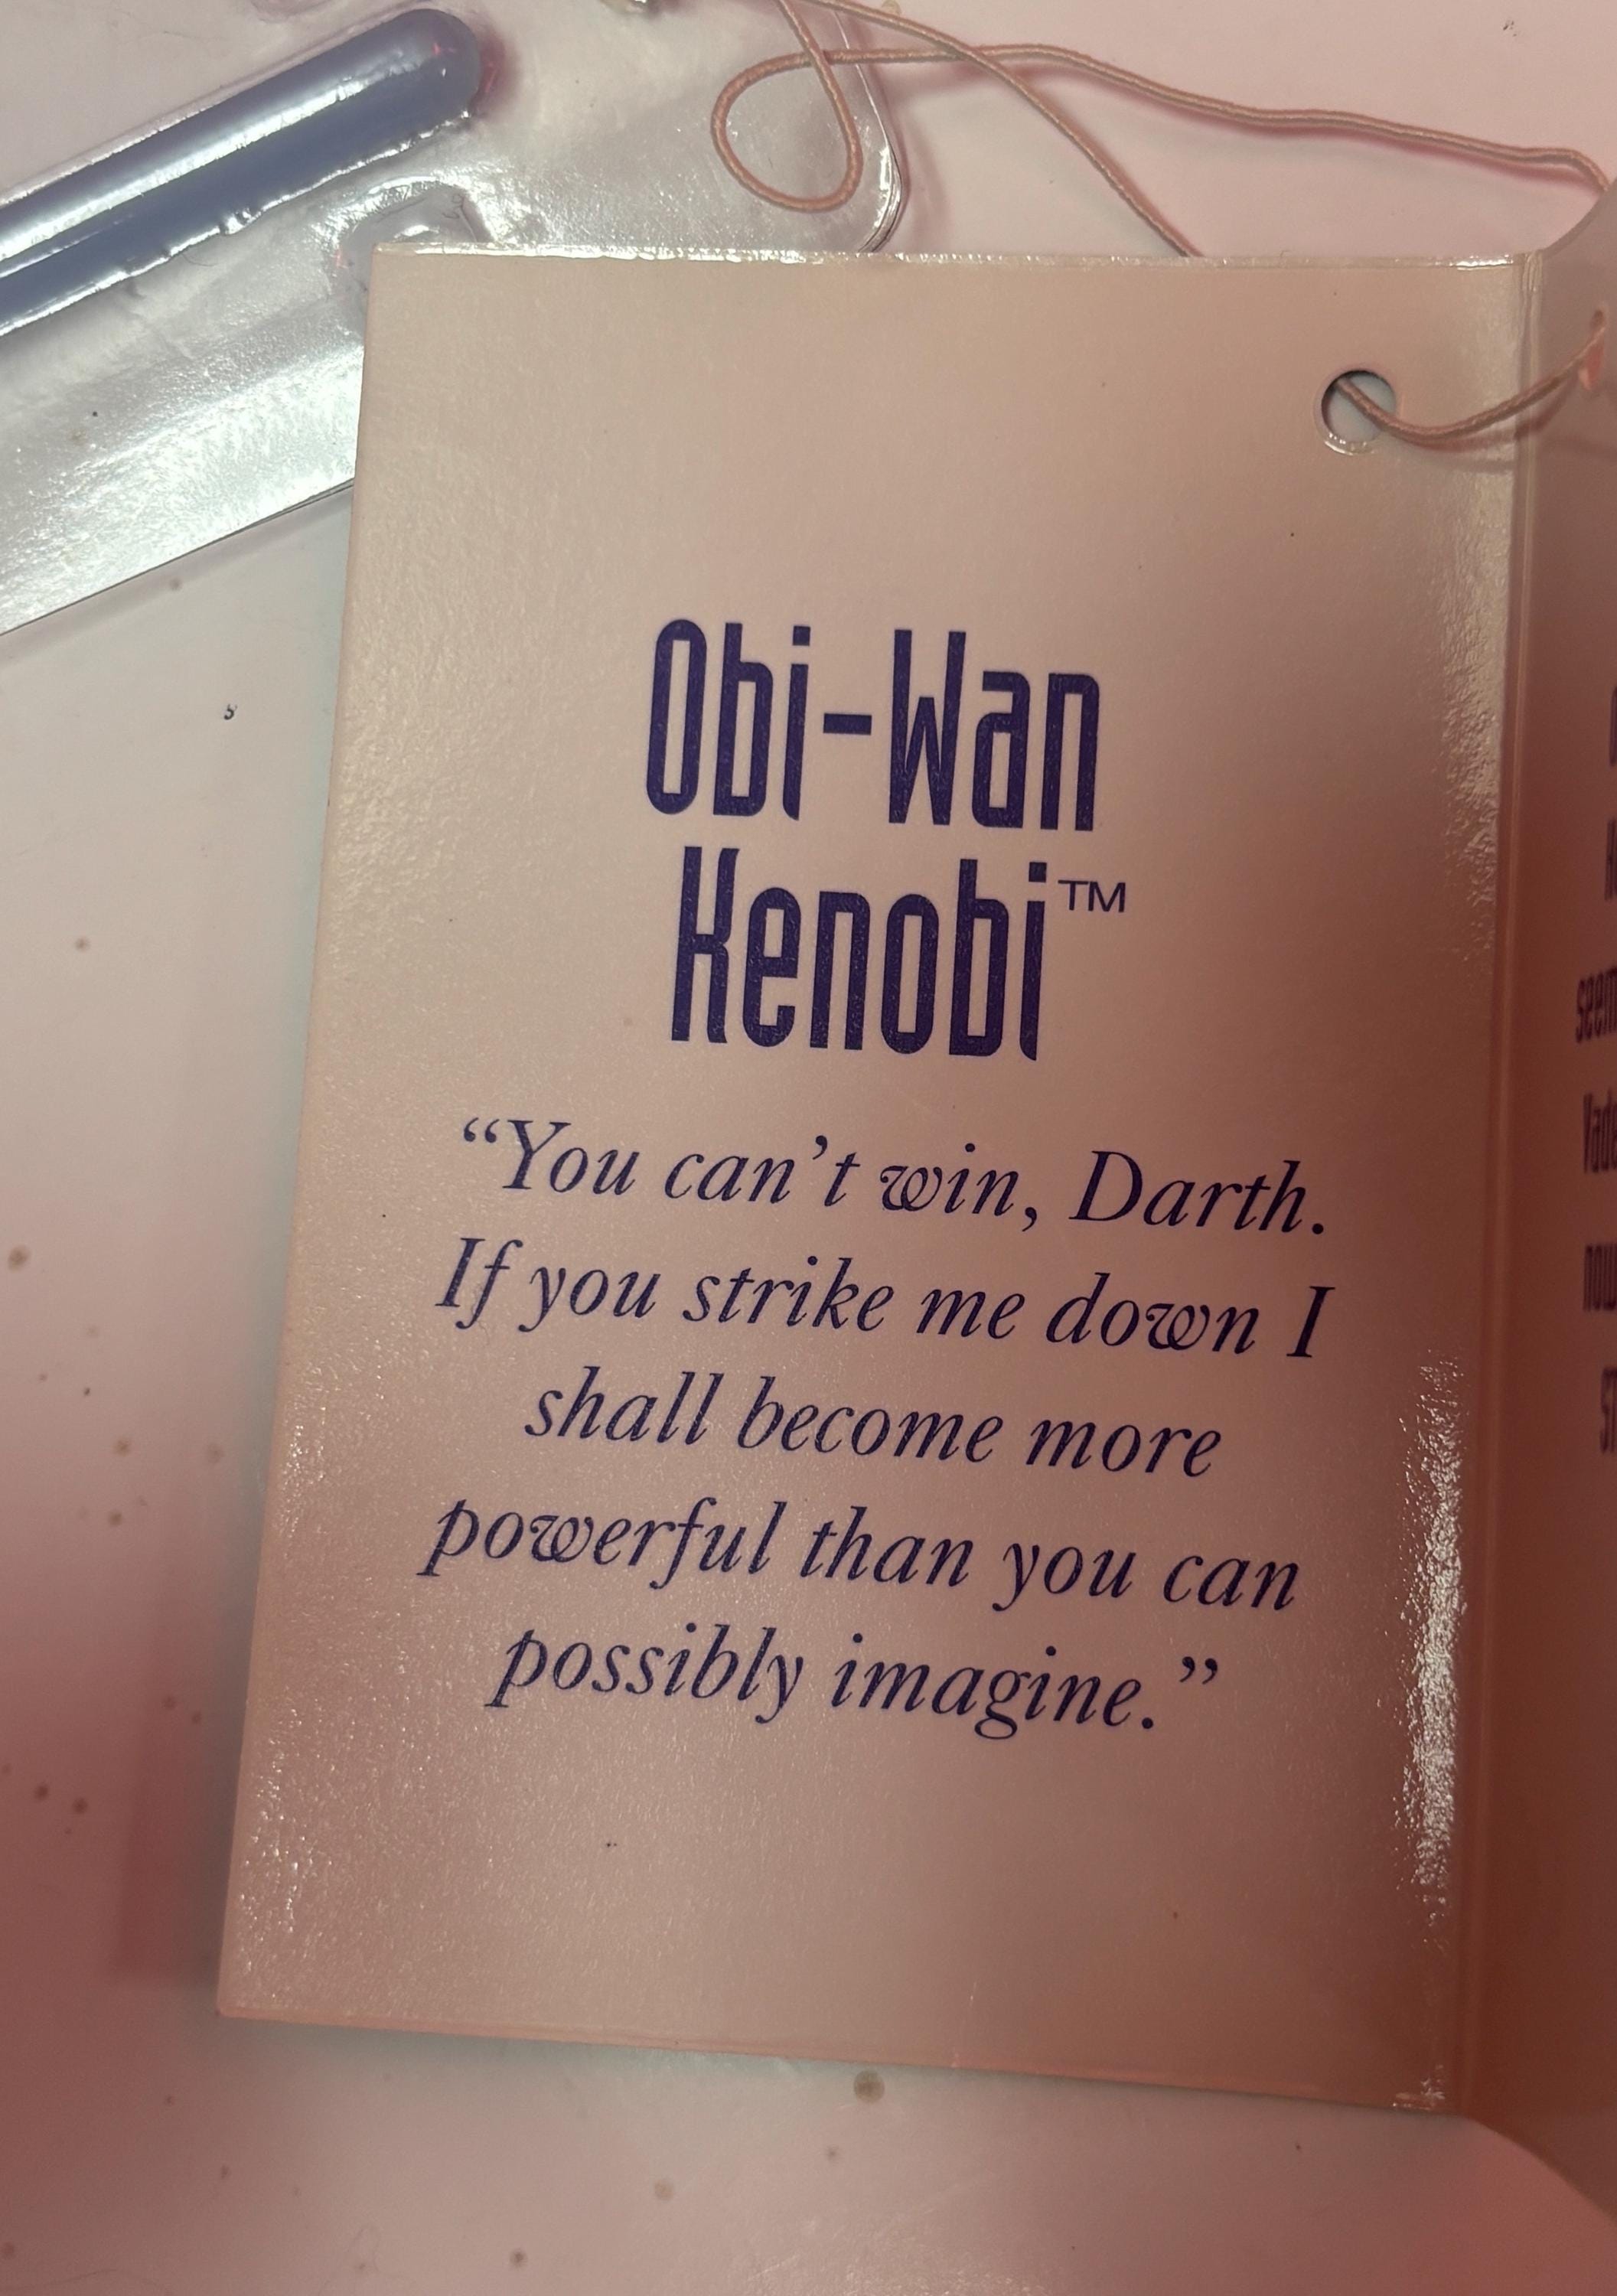 Obi-Wan
Kenobi™
“You can’t win, Darth.
If you strike me down I
shall become more
powerful than you can
possibly imagine.”